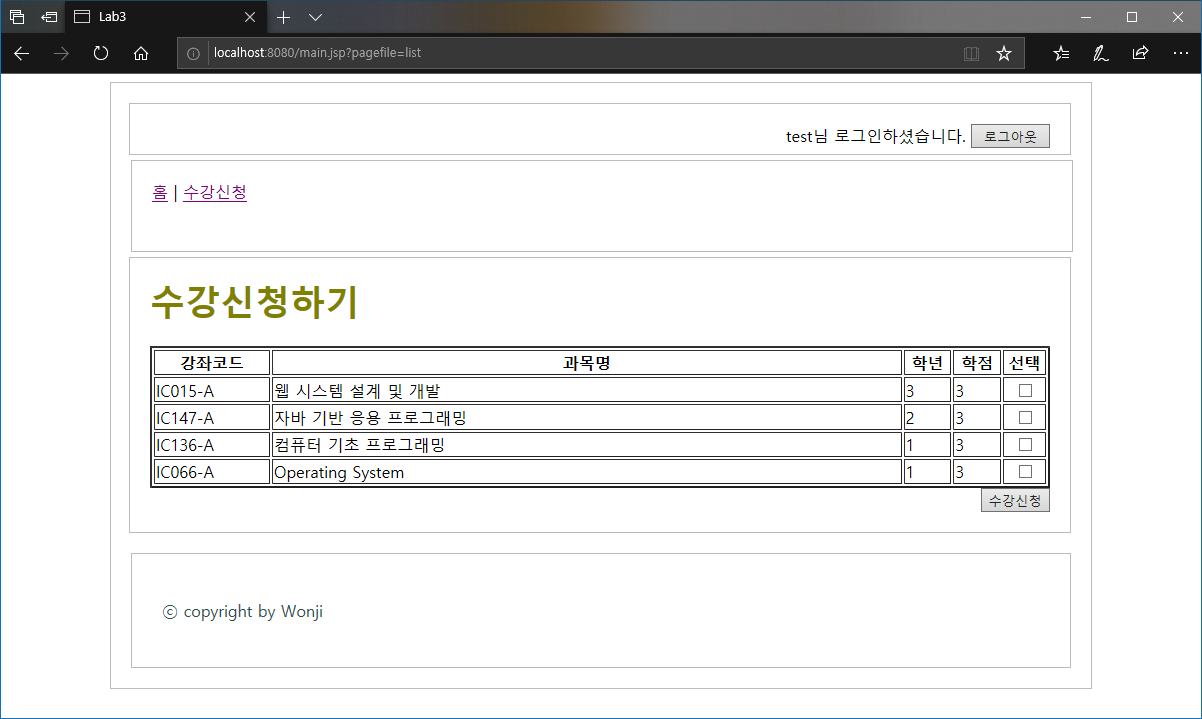 Lab3
localhost:8080/main.jsp?pagefile=list
test님 로그인하셨습니다. 로그아웃
홈 | 수강신청
수강신청하기
강좌코드 과목명 학년 학점 선택
IC015-A 웹 시스템 설계 및 개발 3 3
IC147-A 자바 기반 응용 프로그래밍 2 3
IC136-A 컴퓨터 기초 프로그래밍 1 3
IC066-A Operating System 1 3
수강신청
ⓒ copyright by Wonji